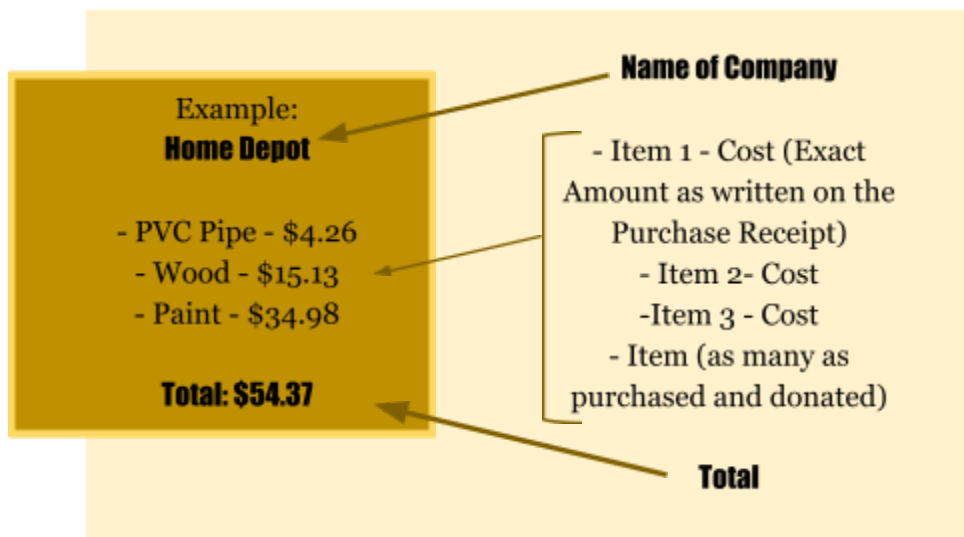 Example:
Home Depot
- PVC Pipe - $4.26
- Wood - $15.13
- Paint - $34.98
Total: $54.37
Name of Company
- Item 1 - Cost (Exact
Amount as written on the
Purchase Receipt)
- Item 2- Cost
-Item 3 - Cost
- Item (as many as
purchased and donated)
Total